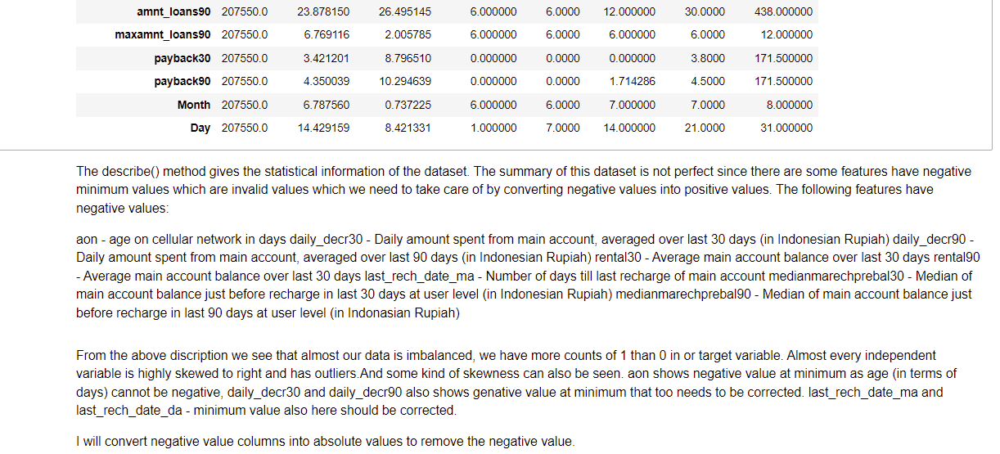 amnt_loans90 207550.0 23.878150 26.495145 6.000000 6.0000 12.000000 30.0000 438.000000
maxamnt_loans90 207550.0 6.769116 2.005785 6.000000 6.0000 6.000000 6.0000 12.000000
payback30 207550.0 3.421201 8.796510 0.000000 0.0000 0.000000 3.8000 171.500000
payback90 207550.0 4.350039 10.294639 0.000000 0.0000 1.714286 4.5000 171.500000
Month 207550.0 6.787560 0.737225 6.000000 6.0000 7.000000 7.0000 8.000000
Day 207550.0 14.429159 8.421331 1.000000 7.0000 14.000000 21.0000 31.000000
The describe() method gives the statistical information of the dataset. The summary of this dataset is not perfect since there are some features have negative
minimum values which are invalid values which we need to take care of by converting negative values into positive values. The following features have
negative values:
aon - age on cellular network in days daily_decr30 - Daily amount spent from main account, averaged over last 30 days (in Indonesian Rupiah) daily_decr90 -
Daily amount spent from main account, averaged over last 90 days (in Indonesian Rupiah) rental30 - Average main account balance over last 30 days rental90
- Average main account balance over last 30 days last_rech_date_ma - Number of days till last recharge of main account medianmarechprebal30 - Median of
main account balance just before recharge in last 30 days at user level (in Indonesian Rupiah) medianmarechprebal90 - Median of main account balance just
before recharge in last 90 days at user level (in Indonasian Rupiah)
From the above discription we see that almost our data is imbalanced, we have more counts of 1 than 0 in or target variable. Almost every independent
variable is highly skewed to right and has outliers.And some kind of skewness can also be seen. aon shows negative value at minimum as age (in terms of
days) cannot be negative, daily_decr30 and daily_decr90 also shows genative value at minimum that too needs to be corrected. last_rech_date_ma and
last_rech_date_da - minimum value also here should be corrected.
I will convert negative value columns into absolute values to remove the negative value.